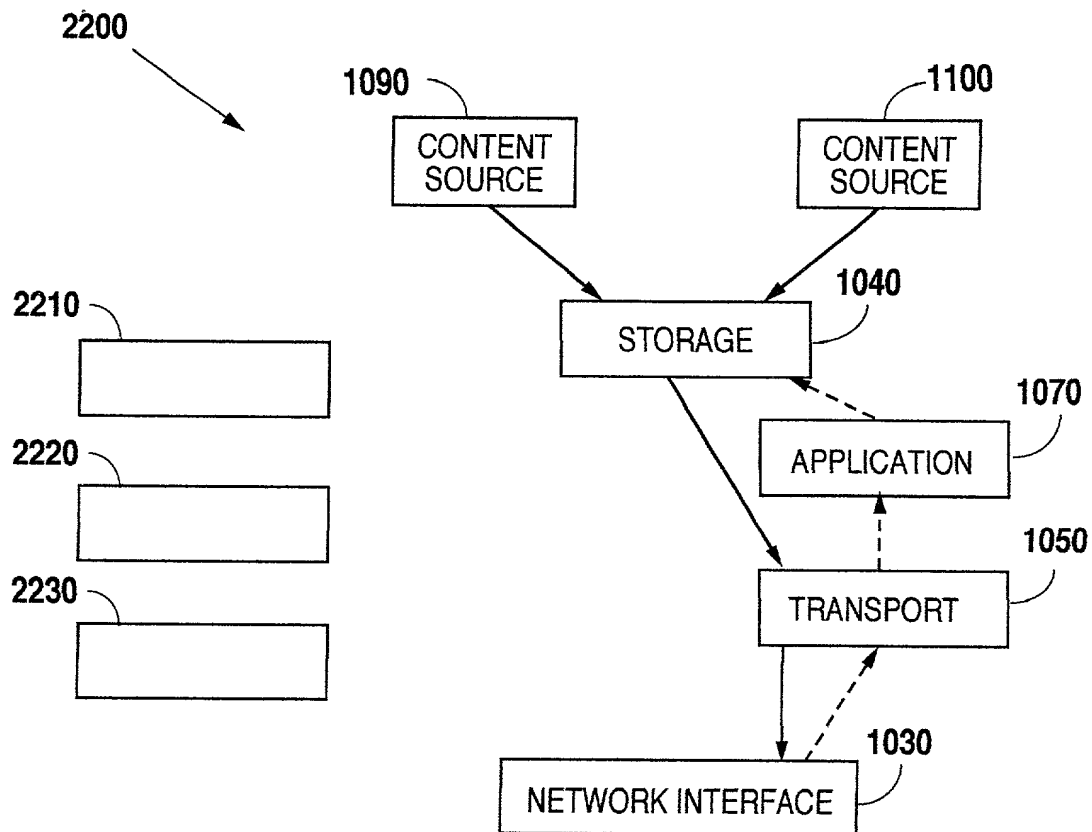 2200
1090
1100
CONTENT
SOURCE
CONTENT
SOURCE
1040
STORAGE
2210
1070
APPLICATION
2220
1050
TRANSPORT
2230
1030
NETWORK INTERFACE